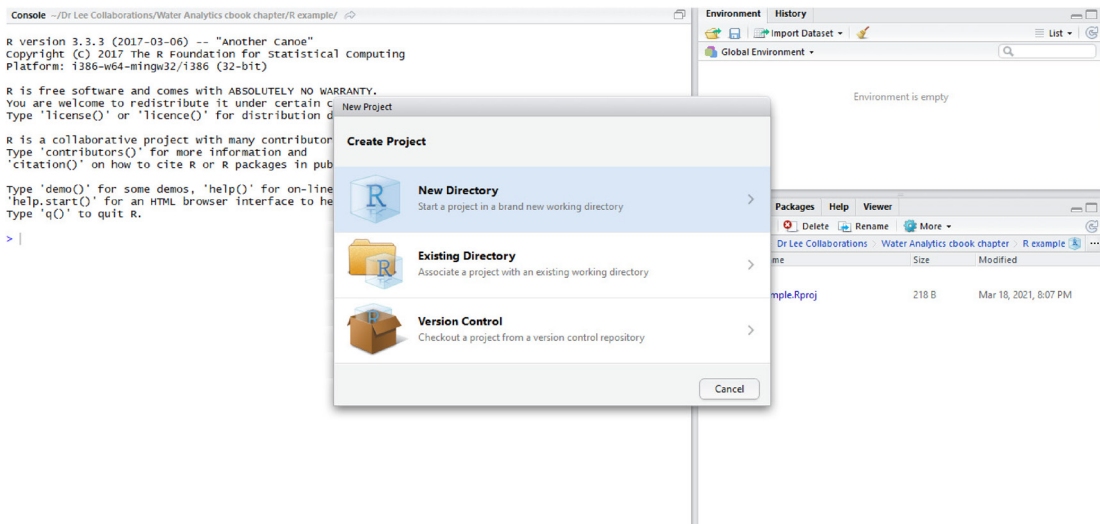 Console ~/Dr Lee Collaborations/Water Analytics cbook chapter/R example/
R version 3.3.3 (2017-03-06) -- "Another Canoe"
Copyright (C) 2017 The R Foundation for Statistical Computing
Platform: i386-w64-mingw32/i386 (32-bit)
R is free software and comes with ABSOLUTELY NO WARRANTY.
You are welcome to redistribute it under certain c
Type 'license()' or 'licence()' for distribution d
R is a collaborative project with many contributor
Type 'contributors()' for more information and
'citation()' on how to cite R or R packages in pub
Type 'demo()' for some demos, 'help()' for on-line
'help.start()' for an HTML browser interface to he
Type 'q()' to quit R.
>
New Project
Create Project
New Directory
Start a project in a brand new working directory
Existing Directory
Associate a project with an existing working directory
Version Control
Checkout a project from a version control repository
Cancel
Environment History
Import Dataset List
Global Environment
Environment is empty
Packages Help Viewer
Delete Rename More
Dr Lee Collaborations Water Analytics cbook chapter R example ...
me Size Modified
mple.Rproj 218 B Mar 18, 2021, 8:07 PM